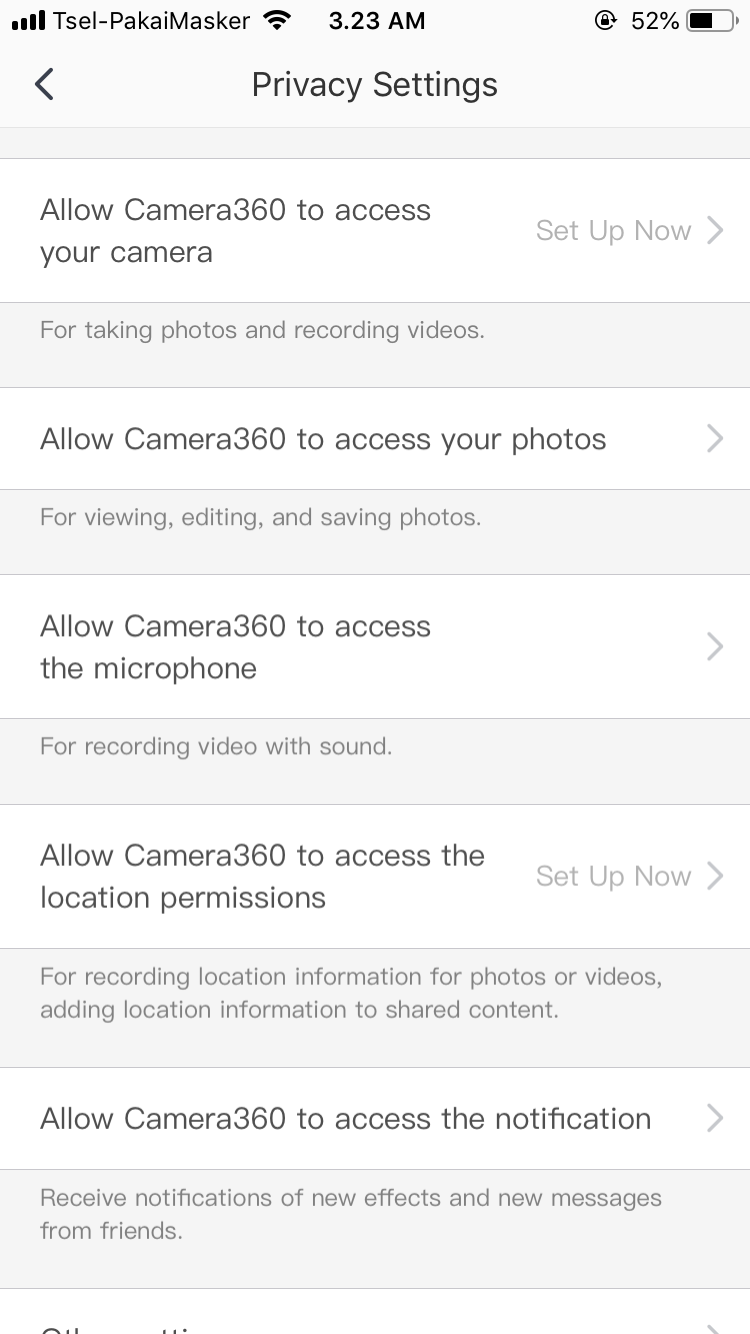 Tsel-PakaiMasker 3.23 AM 52%
Privacy Settings
Allow Camera360 to access
your camera
Set Up Now
For taking photos and recording videos.
Allow Camera360 to access your photos
For viewing, editing, and saving photos.
Allow Camera360 to access
the microphone
For recording video with sound.
Allow Camera360 to access the
location permissions
Set Up Now
For recording location information for photos or videos,
adding location information to shared content.
Allow Camera360 to access the notification
Receive notifications of new effects and new messages
from friends.